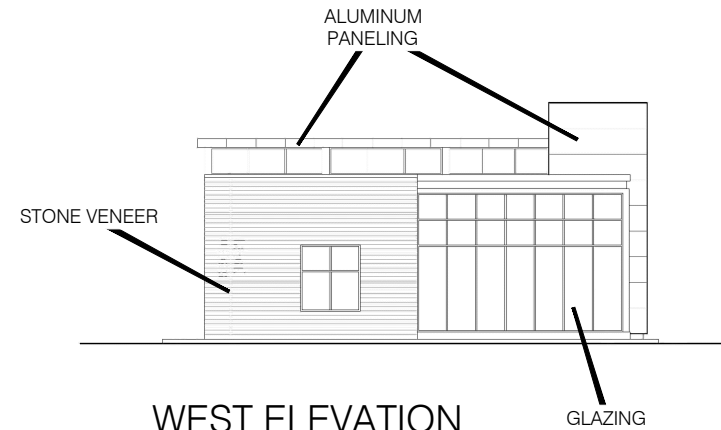 ALUMINUM
PANELING
STONE VENEER
WEST ELEVATION
GLAZING